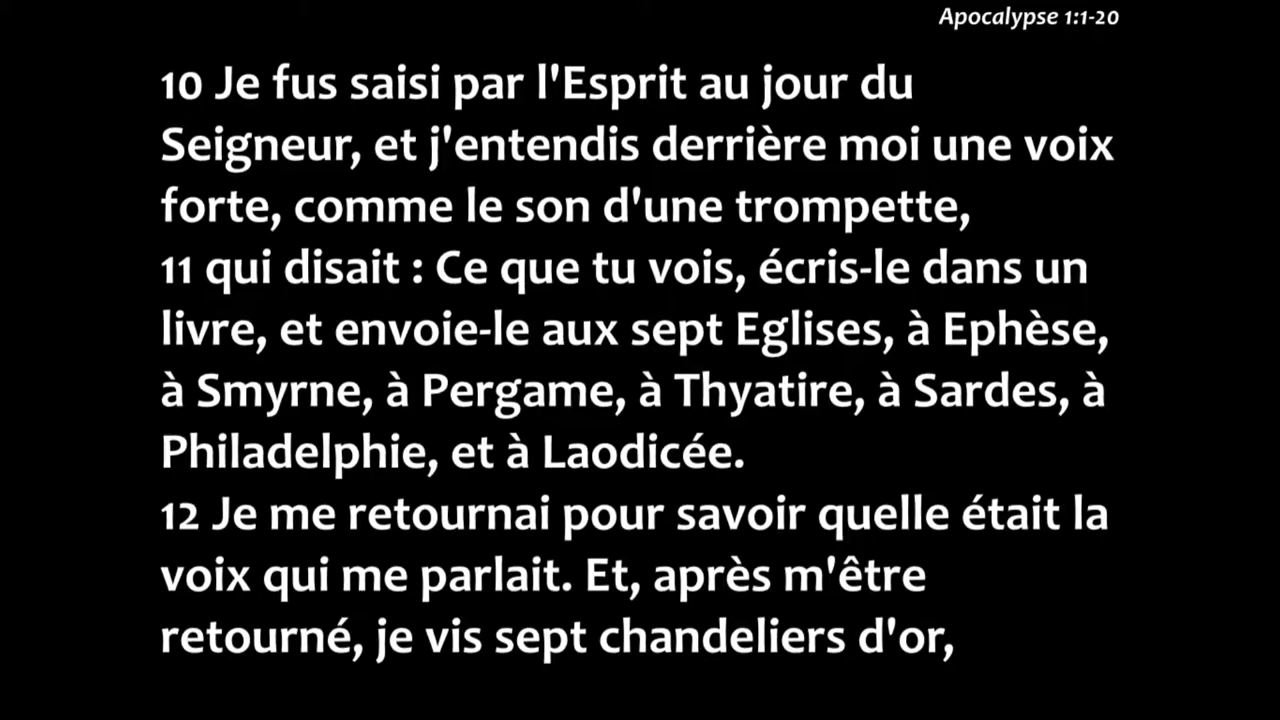 Apocalypse 1:1-20
10 Je fus saisi par l'Esprit au jour du
Seigneur, et j'entendis derrière moi une voix
forte, comme le son d'une trompette,
11 qui disait : Ce que tu vois, écris-le dans un
livre, et envoie-le aux sept Eglises, à Ephèse,
à Smyrne, à Pergame, à Thyatire, à Sardes, à
Philadelphie, et à Laodicée.
12 Je me retournai pour savoir quelle était la
voix qui me parlait. Et, après m'être
retourné, je vis sept chandeliers d'or,